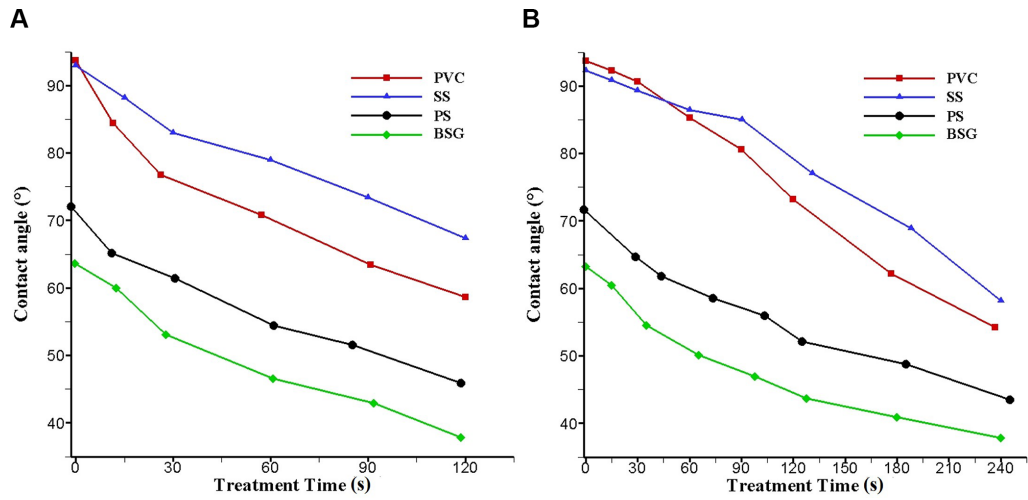 A
90
80
70
60
50
40
Contact angle (°)
0 30 60 90 120
Treatment Time (s)
PVC
SS
PS
BSG
B
90
80
70
60
50
40
Contact angle (°)
0 30 60 90 120 150 180 210 240
Treatment Time (s)
PVC
SS
PS
BSG